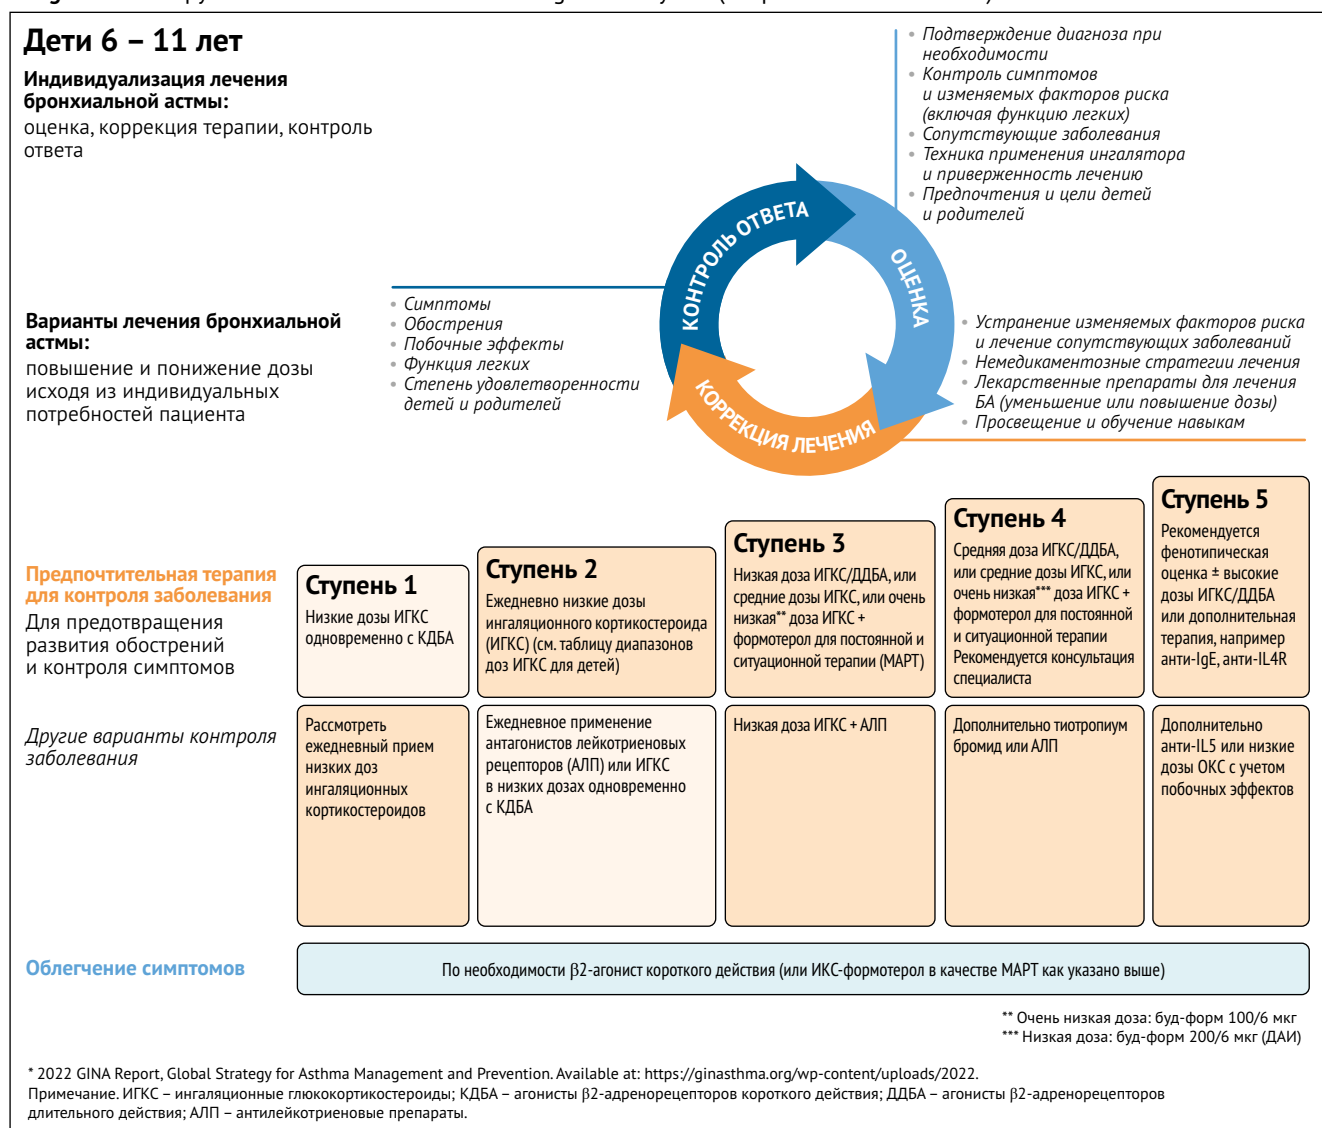 Дети 6 – 11 лет
Индивидуализация лечения
бронхиальной астмы:
оценка, коррекция терапии, контроль
ответа
• Подтверждение диагноза при
необходимости
• Контроль симптомов
и изменяемых факторов риска
(включая функцию легких)
• Сопутствующие заболевания
• Техника применения ингалятора
и приверженность лечению
• Предпочтения и цели детей
и родителей
КОНТРОЛЬ ОТВЕТА
ОЦЕНКА
КОРРЕКЦИЯ ЛЕЧЕНИЯ
• Симптомы
• Обострения
• Побочные эффекты
• Функция легких
• Степень удовлетворенности
детей и родителей
Варианты лечения бронхиальной
астмы:
повышение и понижение дозы
исходя из индивидуальных
потребностей пациента
• Устранение изменяемых факторов риска
и лечение сопутствующих заболеваний
• Немедикаментозные стратегии лечения
• Лекарственные препараты для лечения
БА (уменьшение или повышение дозы)
• Просвещение и обучение навыкам
Предпочтительная терапия
для контроля заболевания
Для предотвращения
развития обострений
и контроля симптомов
Ступень 1
Низкие дозы ИГКС
одновременно с КДБА
Ступень 2
Ежедневно низкие дозы
ингаляционного кортикостероида
(ИГКС) (см. таблицу диапазонов
доз ИГКС для детей)
Ступень 3
Низкая доза ИГКС/ДДБА, или
средние дозы ИГКС, или очень
низкая** доза ИГКС +
формотерол для постоянной и
ситуационной терапии (МАРТ)
Ступень 4
Средняя доза ИГКС/ДДБА,
или средние дозы ИГКС, или
очень низкая*** доза ИГКС +
формотерол для постоянной
и ситуационной терапии
Рекомендуется консультация
специалиста
Ступень 5
Рекомендуется
фенотипическая
оценка ± высокие
дозы ИГКС/ДДБА
или дополнительная
терапия, например
анти-IgE, анти-IL4R
Другие варианты контроля
заболевания
Рассмотреть
ежедневный прием
низких доз
ингаляционных
кортикостероидов
Ежедневное применение
антагонистов лейкотриеновых
рецепторов (АЛП) или ИГКС
в низких дозах одновременно
с КДБА
Низкая доза ИГКС + АЛП
Дополнительно тиотропиум
бромид или АЛП
Дополнительно
анти-IL5 или низкие
дозы ОКС с учетом
побочных эффектов
Облегчение симптомов
По необходимости β2-агонист короткого действия (или ИКС-формотерол в качестве МАРТ как указано выше)
** Очень низкая доза: буд-форм 100/6 мкг
*** Низкая доза: буд-форм 200/6 мкг (ДАИ)
* 2022 GINA Report, Global Strategy for Asthma Management and Prevention. Available at: https://ginasthma.org/wp-content/uploads/2022.
Примечание. ИГКС – ингаляционные глюкокортикостероиды; КДБА – агонисты β2-адренорецепторов короткого действия; ДДБА – агонисты β2-адренорецепторов
длительного действия; АЛП – антилейкотриеновые препараты.